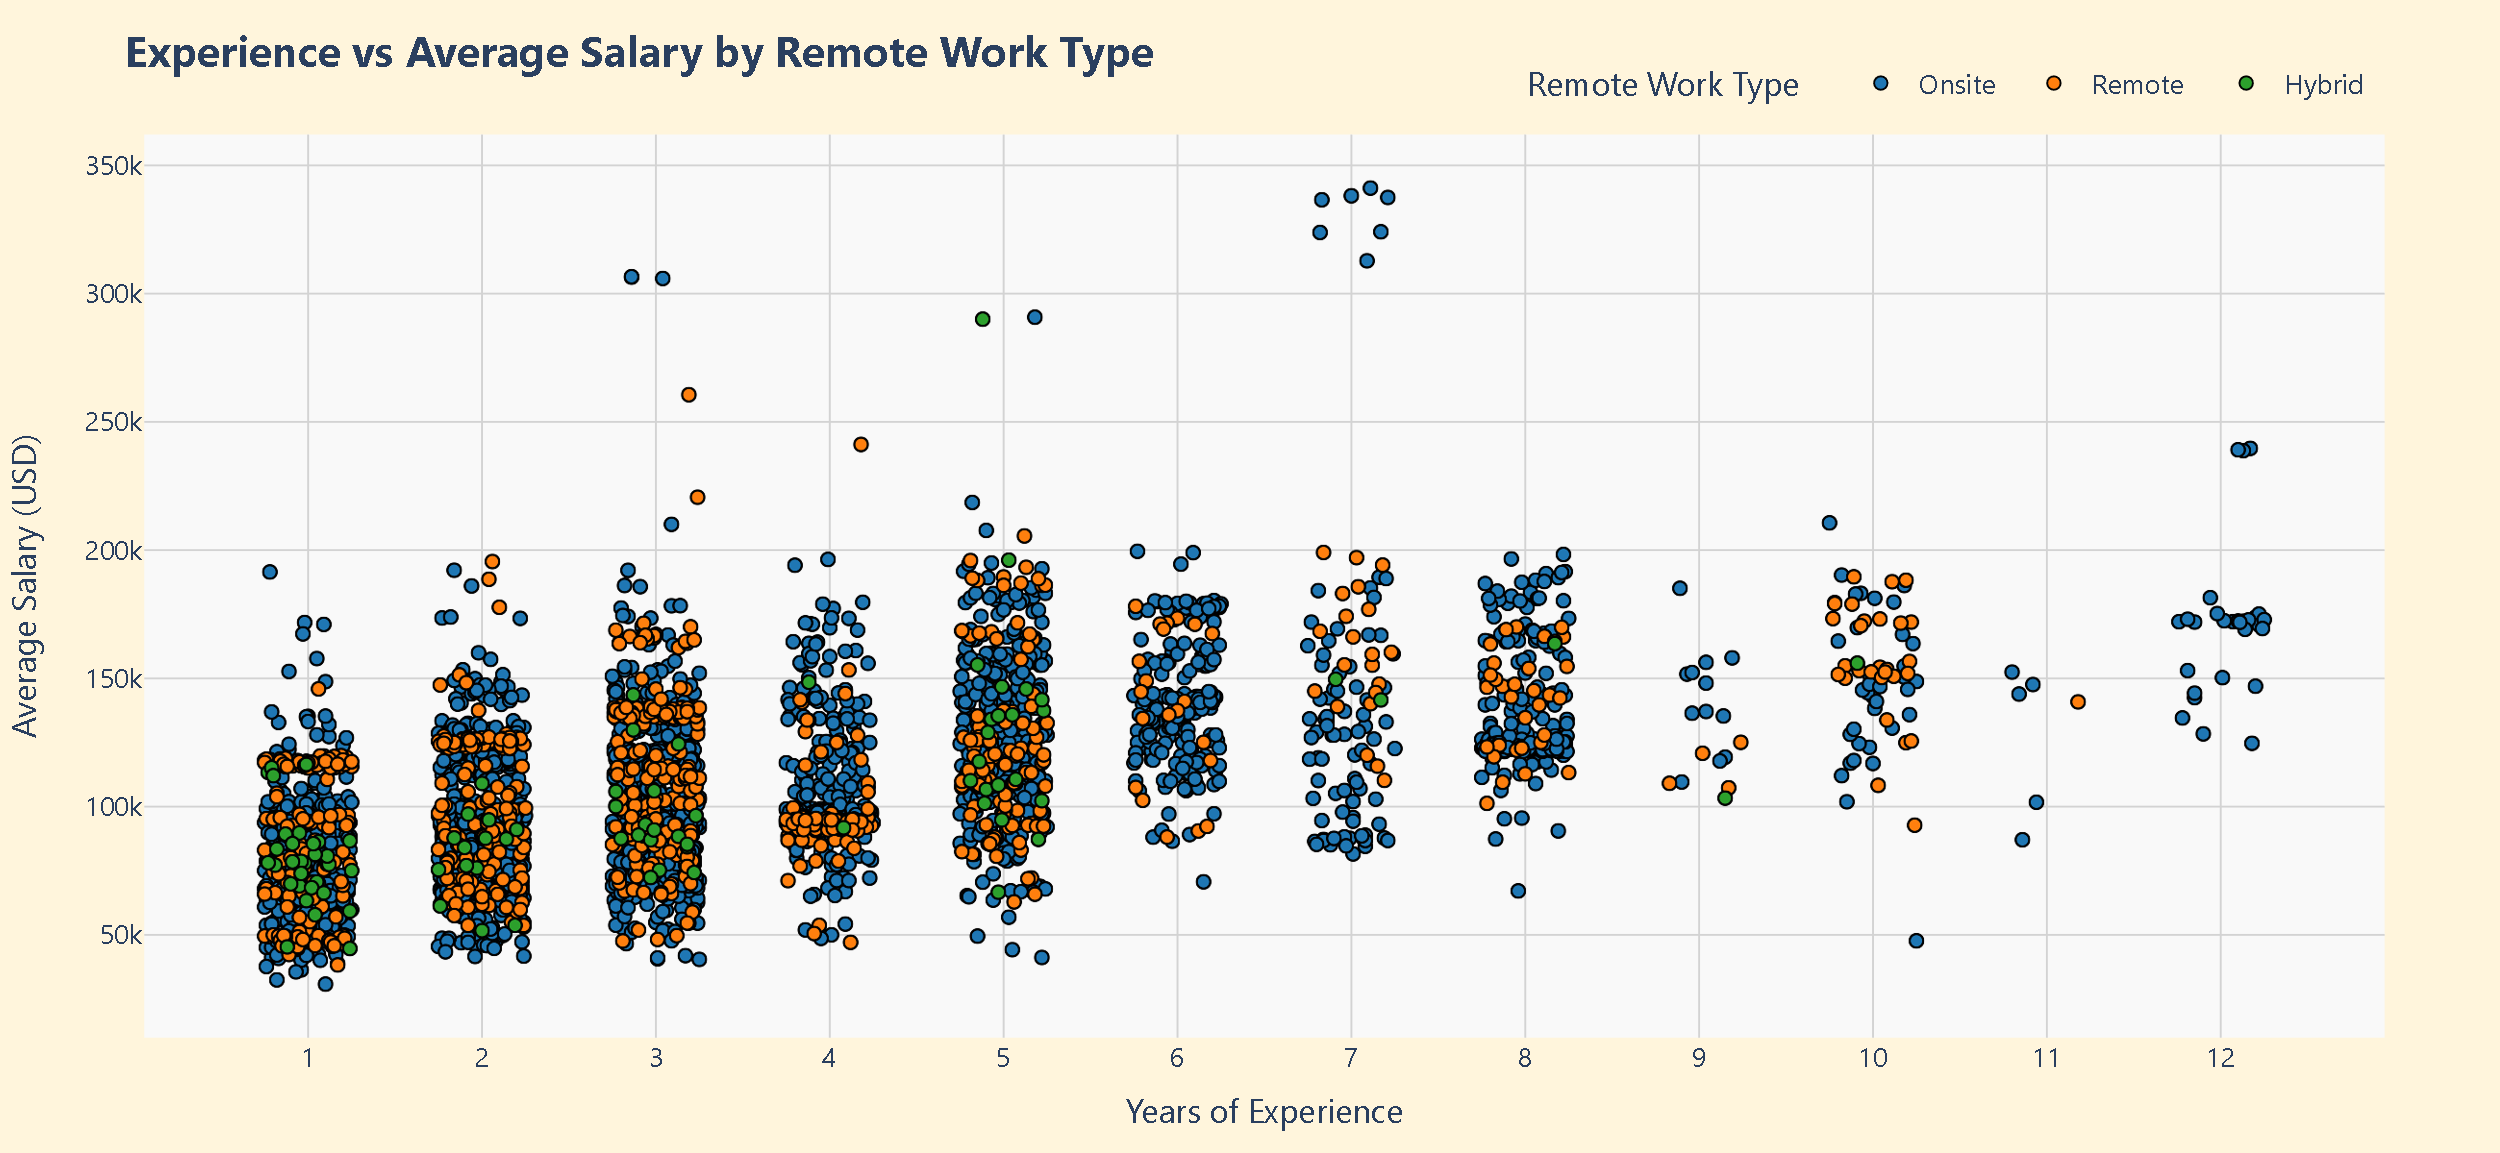 Experience vs Average Salary by Remote Work Type
Remote Work Type Onsite Remote Hybrid
Average Salary (USD)
350k
300k
250k
200k
150k
100k
50k
1 2 3 4 5 6 7 8 9 10 11 12
Years of Experience